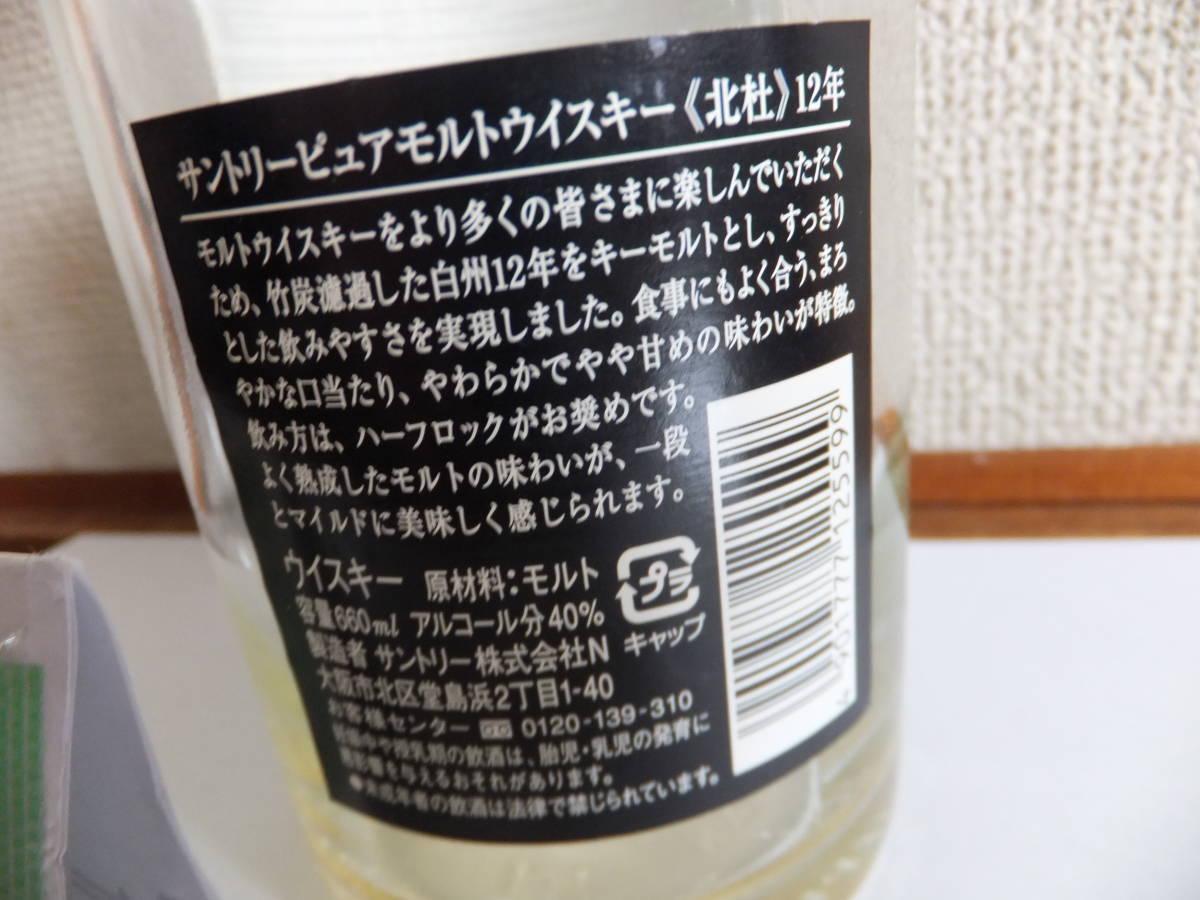 サントリーピュアモルトウイスキー《北杜》12年
モルトウイスキーをより多くの皆さまに楽しんでいただく
ため、竹炭濾過した白州12年をキーモルトとし、すっきり
とした飲みやすさを実現しました。食事にもよく合う、まろ
やかな口当たり、やわらかでやや甘めの味わいが特徴。
飲み方は、ハーフロックがお奨めです。
よく熟成したモルトの味わいが、一段
とマイルドに美味しく感じられます。
ウイスキー 原材料:モルト
容量660ml アルコール分40%
製造者 サントリー株式会社N
大阪市北区堂島浜2丁目1-40
お客様センター 0120-139-310
妊娠中や授乳期の飲酒は、胎児・乳児の発育に
悪影響を与えるおそれがあります。
●未成年者の飲酒は法律で禁じられています。
プラ
キャップ
4 901777 125599